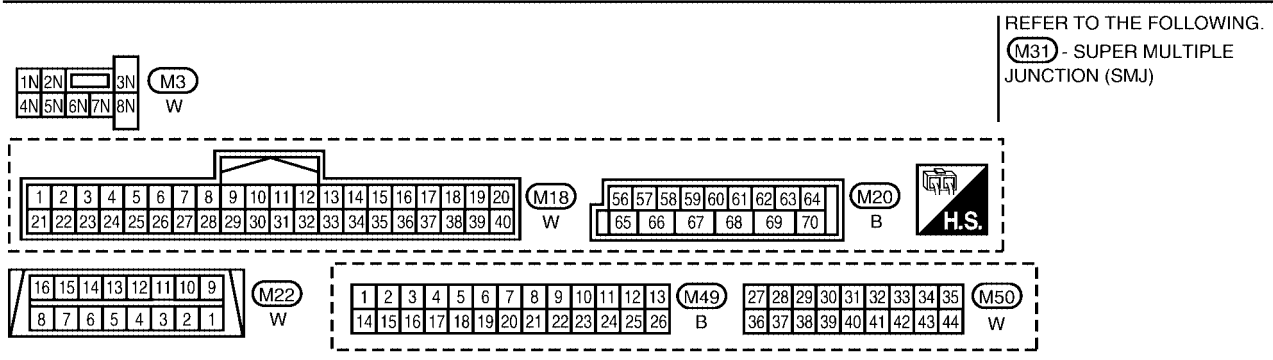 REFER TO THE FOLLOWING.
M31 - SUPER MULTIPLE
JUNCTION (SMJ)
1N 2N 3N M3
4N 5N 6N 7N 8N W
1 2 3 4 5 6 7 8 9 10 11 12 13 14 15 16 17 18 19 20 M18
21 22 23 24 25 26 27 28 29 30 31 32 33 34 35 36 37 38 39 40 W
56 57 58 59 60 61 62 63 64 M20
65 66 67 68 69 70 B
H.S.
16 15 14 13 12 11 10 9 M22
8 7 6 5 4 3 2 1 W
1 2 3 4 5 6 7 8 9 10 11 12 13 M49
14 15 16 17 18 19 20 21 22 23 24 25 26 B
27 28 29 30 31 32 33 34 35 M50
36 37 38 39 40 41 42 43 44 W